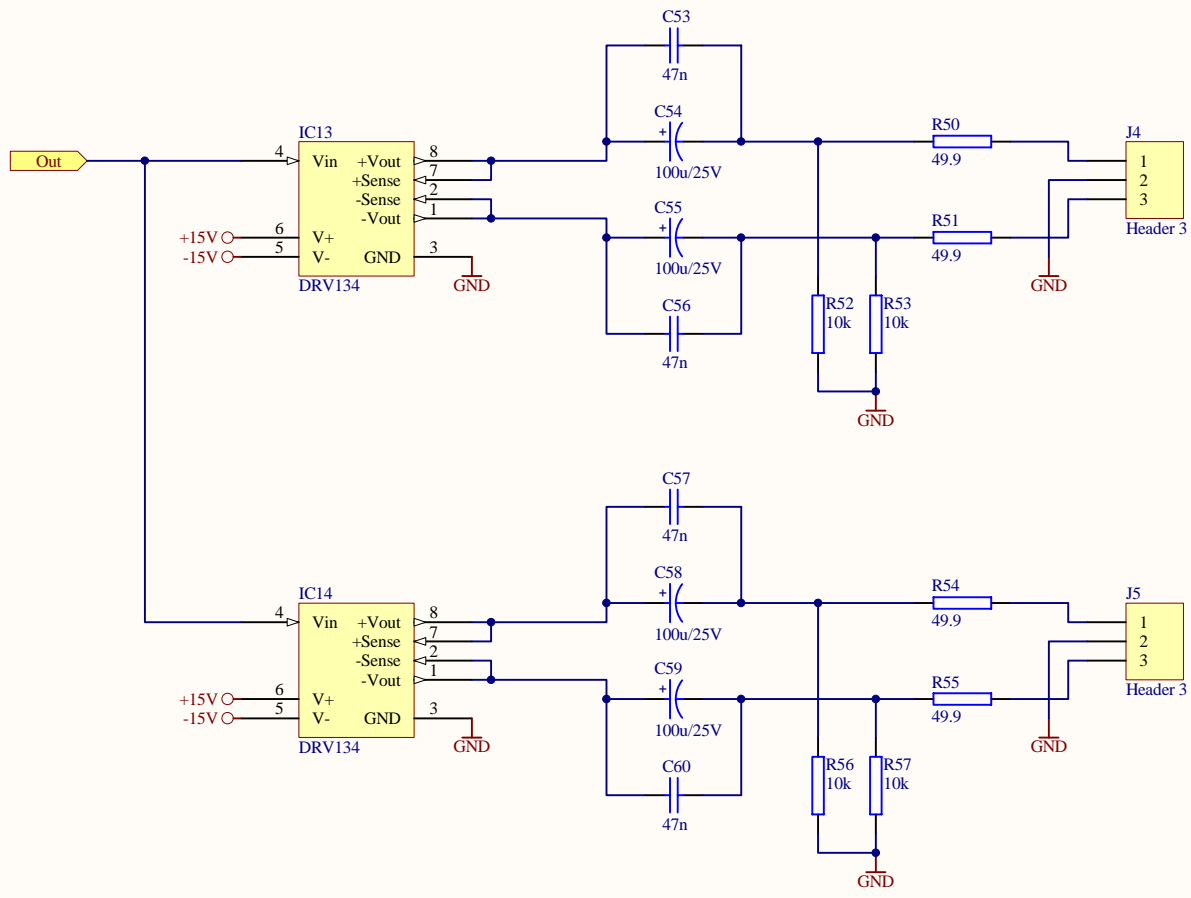 C53
47n
C54
+
100u/25V
IC13
Out
4 Vin +Vout 8
+Sense 7
-Sense 2
-Vout 1
+15V 6 V+
-15V 5 V- GND 3
DRV134
GND
C55
+
100u/25V
C56
47n
R50
49.9
R51
49.9
J4
1
2
3
Header 3
GND
R52
10k
R53
10k
GND
C57
47n
C58
+
100u/25V
IC14
4 Vin +Vout 8
+Sense 7
-Sense 2
-Vout 1
+15V 6 V+
-15V 5 V- GND 3
DRV134
GND
C59
+
100u/25V
C60
47n
R54
49.9
R55
49.9
J5
1
2
3
Header 3
GND
R56
10k
R57
10k
GND